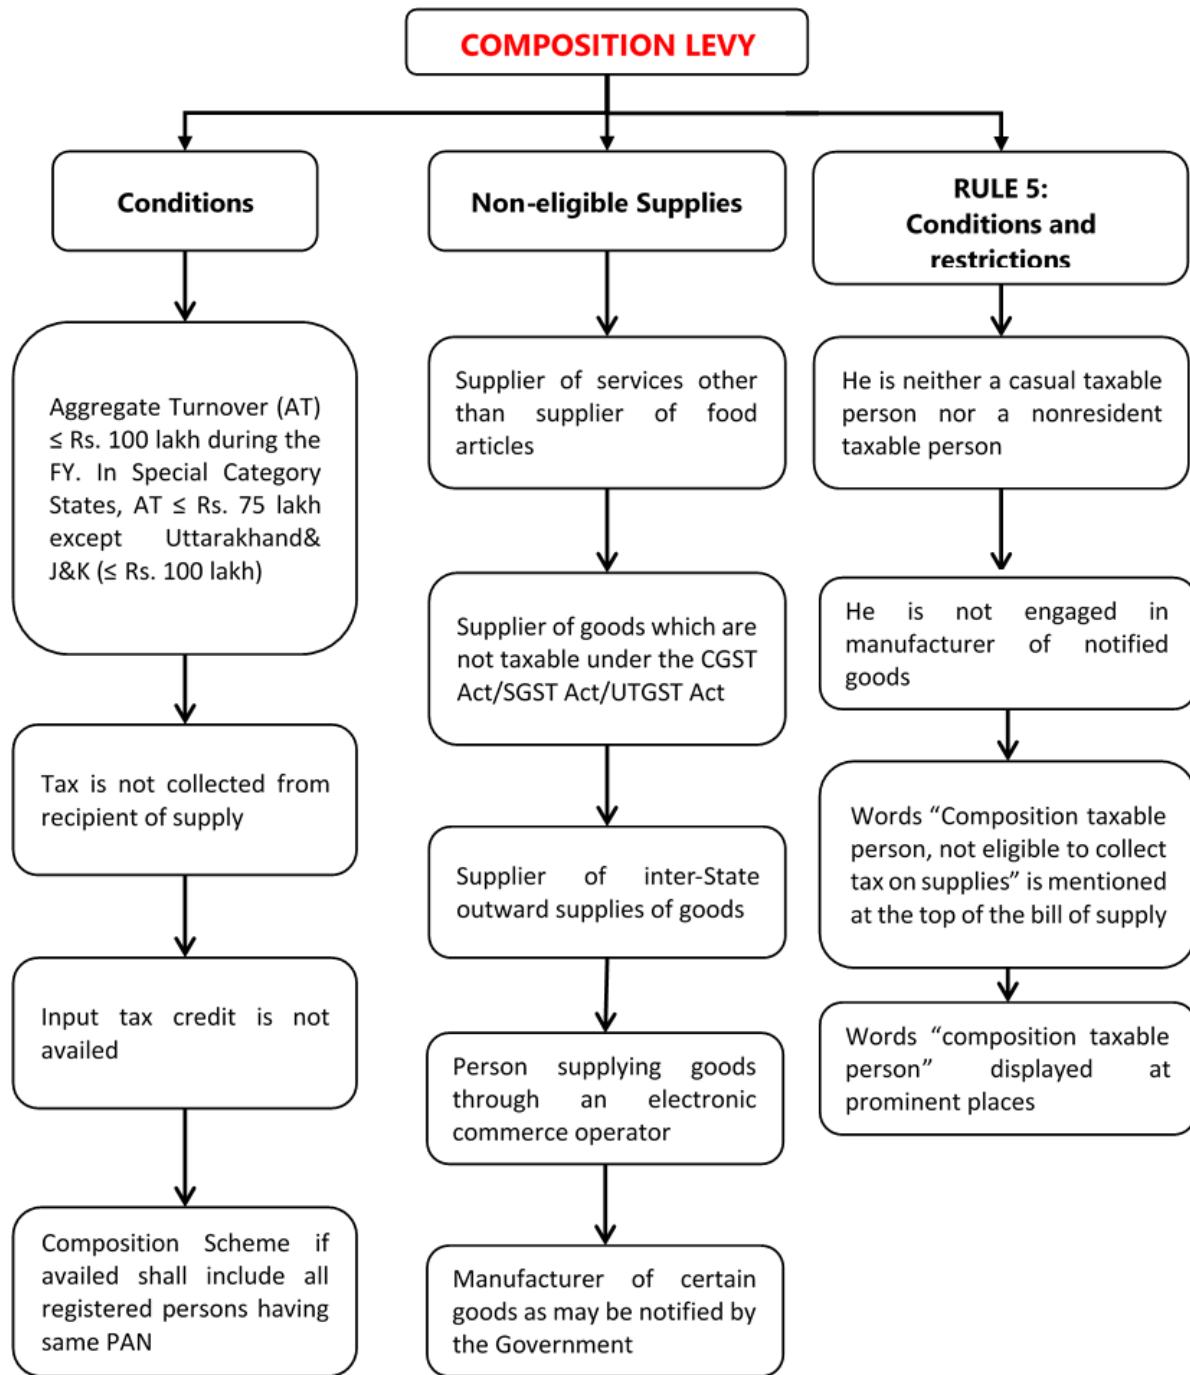 COMPOSITION LEVY
Conditions
Aggregate Turnover (AT)
≤ Rs. 100 lakh during the
FY. In Special Category
States, AT ≤ Rs. 75 lakh
except Uttarakhand&
J&K (≤ Rs. 100 lakh)
Tax is not collected from
recipient of supply
Input tax credit is not
availed
Composition Scheme if
availed shall include all
registered persons having
same PAN
Non-eligible Supplies
Supplier of services other
than supplier of food
articles
Supplier of goods which are
not taxable under the CGST
Act/SGST Act/UTGST Act
Supplier of inter-State
outward supplies of goods
Person supplying goods
through an electronic
commerce operator
Manufacturer of certain
goods as may be notified by
the Government
RULE 5:
Conditions and
restrictions
He is neither a casual taxable
person nor a nonresident
taxable person
He is not engaged in
manufacturer of notified
goods
Words “Composition taxable
person, not eligible to collect
tax on supplies” is mentioned
at the top of the bill of supply
Words “composition taxable
person” displayed at
prominent places